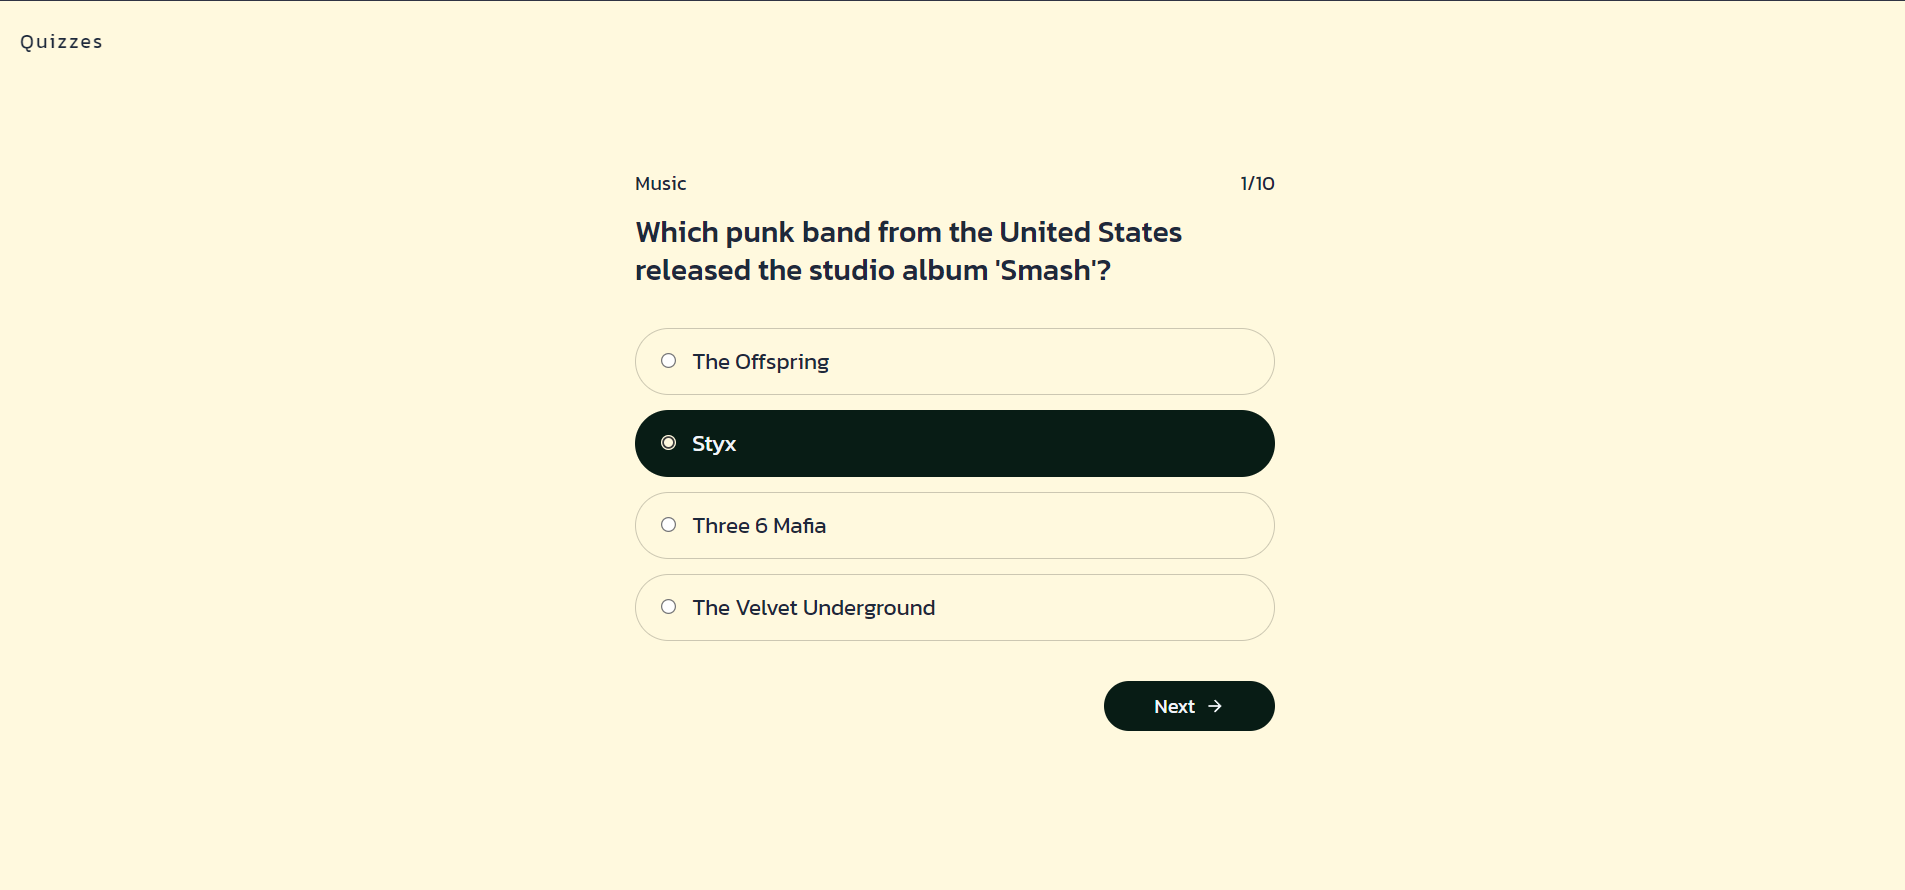 Quizzes
Music
1/10
Which punk band from the United States
released the studio album 'Smash'?
The Offspring
Styx
Three 6 Mafia
The Velvet Underground
Next →